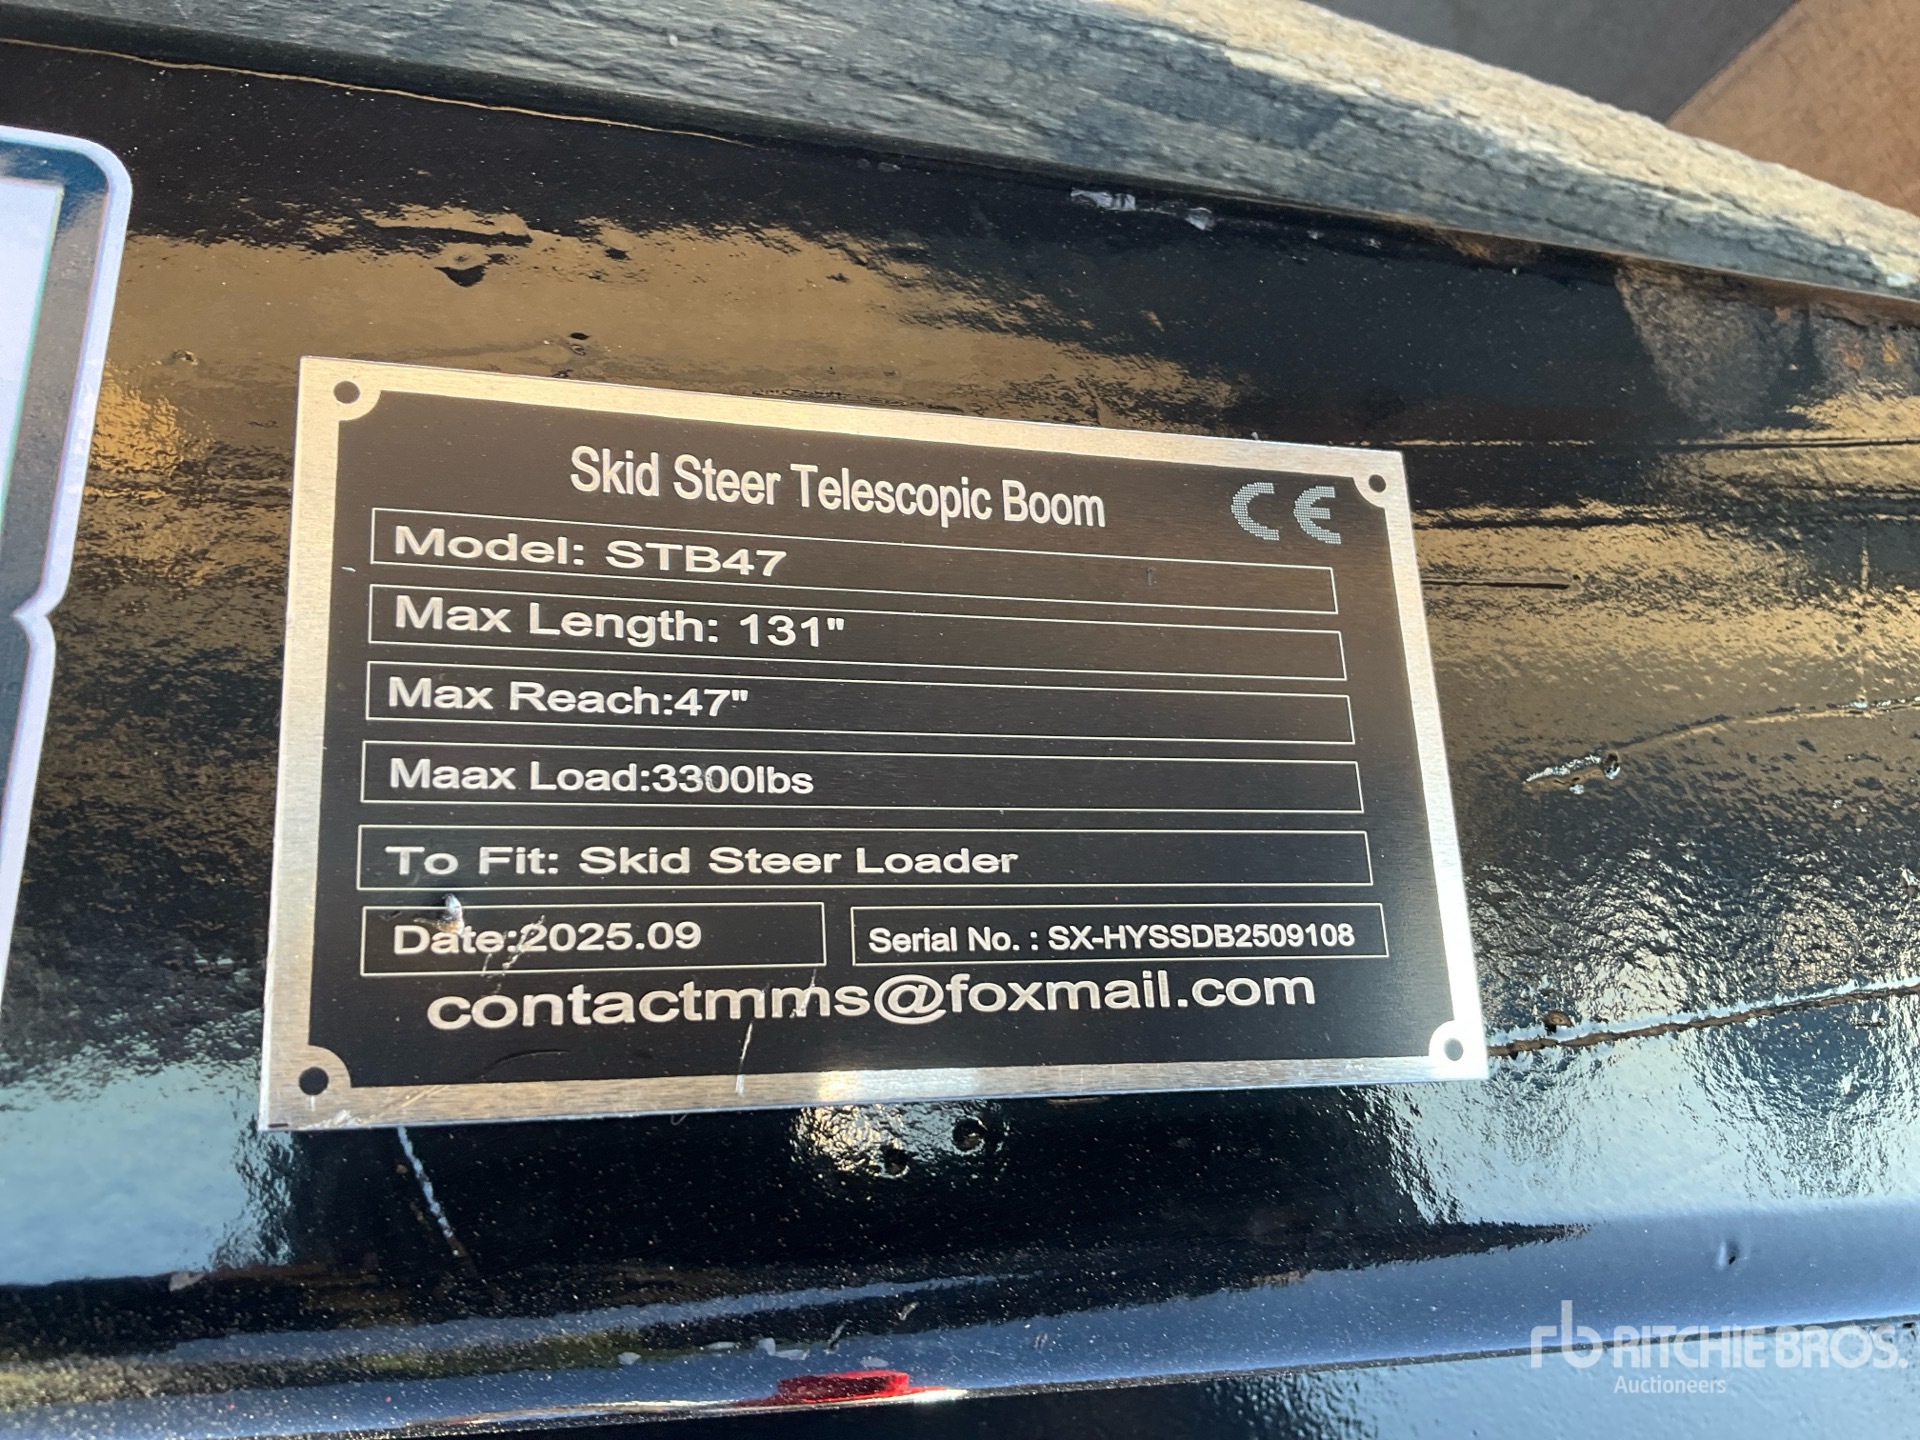 Skid Steer Telescopic Boom CE
Model: STB47
Max Length: 131"
Max Reach:47"
Maax Load:3300lbs
To Fit: Skid Steer Loader
Date:2025.09 Serial No. : SX-HYSSDB2509108
contactmms@foxmail.com
rb RITCHIE BROS.
Auctioneers